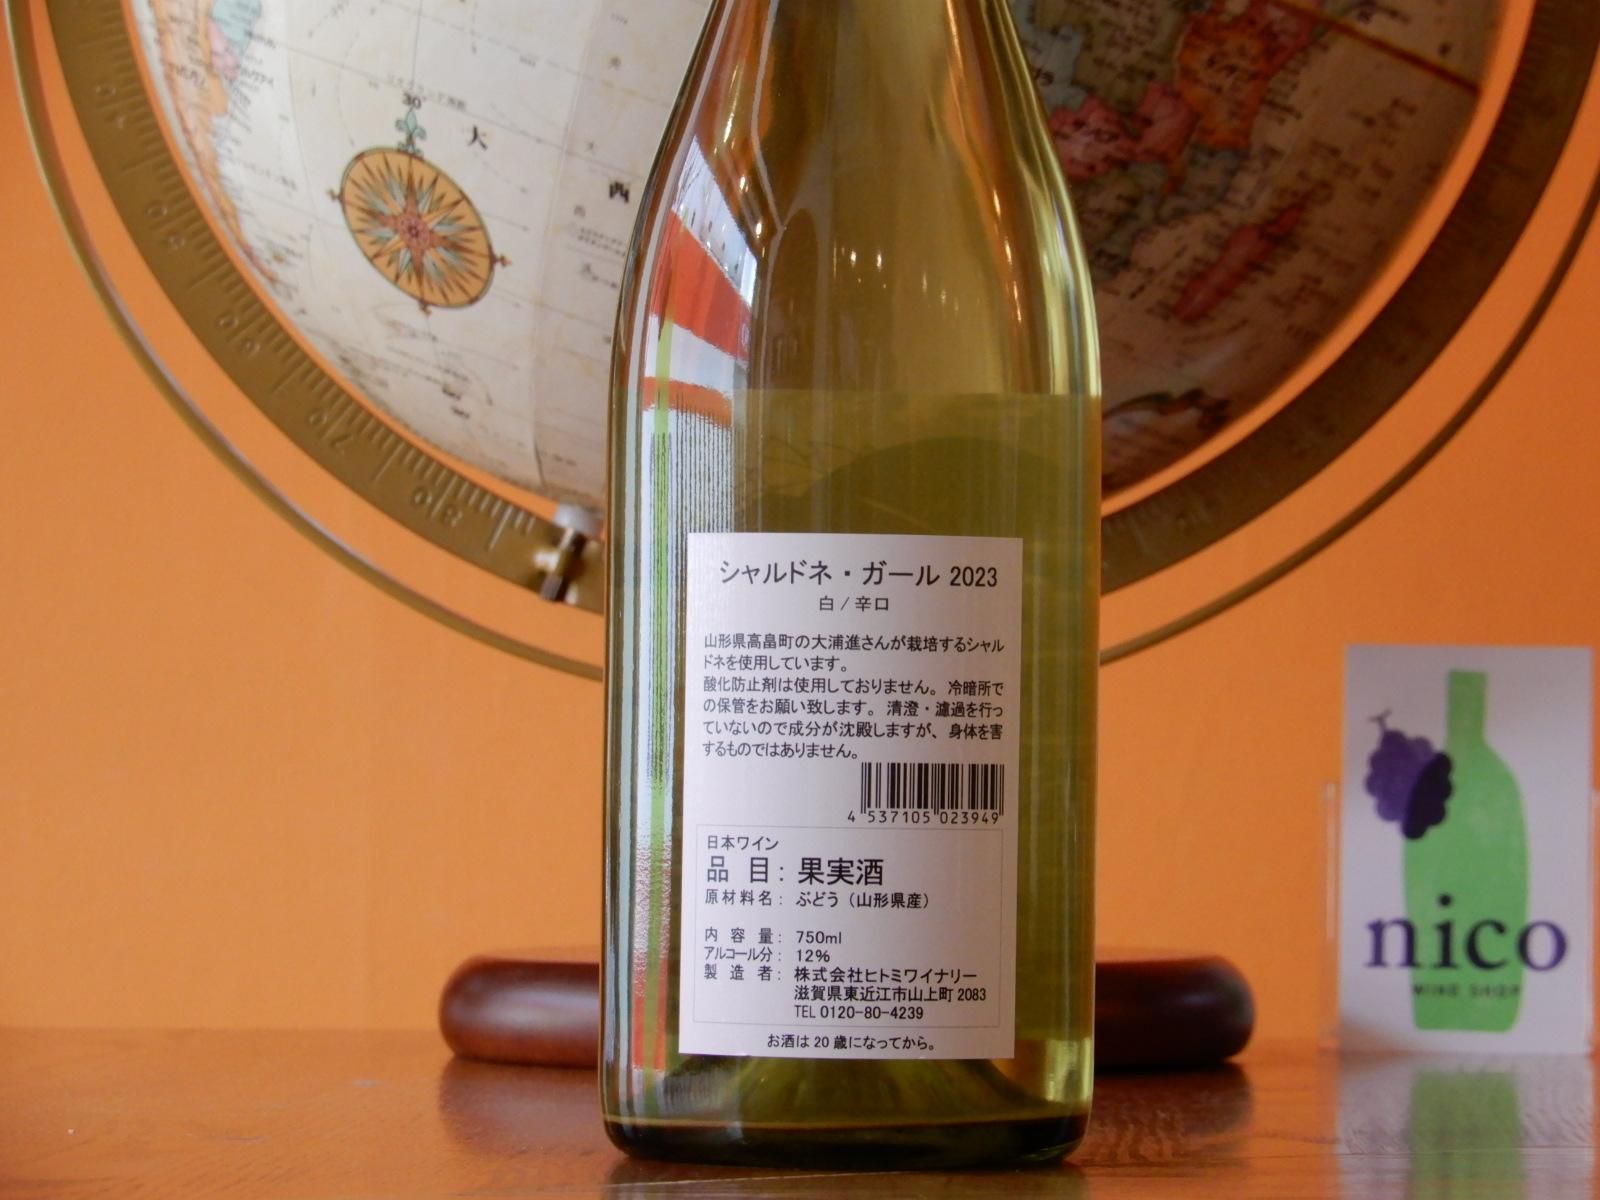 30°
大
西
シャルドネ・ガール 2023
白 / 辛口
山形県高畠町の大浦進さんが栽培するシャル
ドネを使用しています。
酸化防止剤は使用しておりません。冷暗所で
の保管をお願い致します。清澄・濾過を行っ
ていないので成分が沈殿しますが、身体を害
するものではありません。
4 537105 023949
日本ワイン
品 目： 果実酒
原材料名： ぶどう（山形県産）
内 容 量： 750ml
アルコール分： 12%
製 造 者： 株式会社ヒトミワイナリー
滋賀県東近江市山上町 2083
TEL 0120-80-4239
お酒は 20 歳になってから。
nico
WINE SHOP